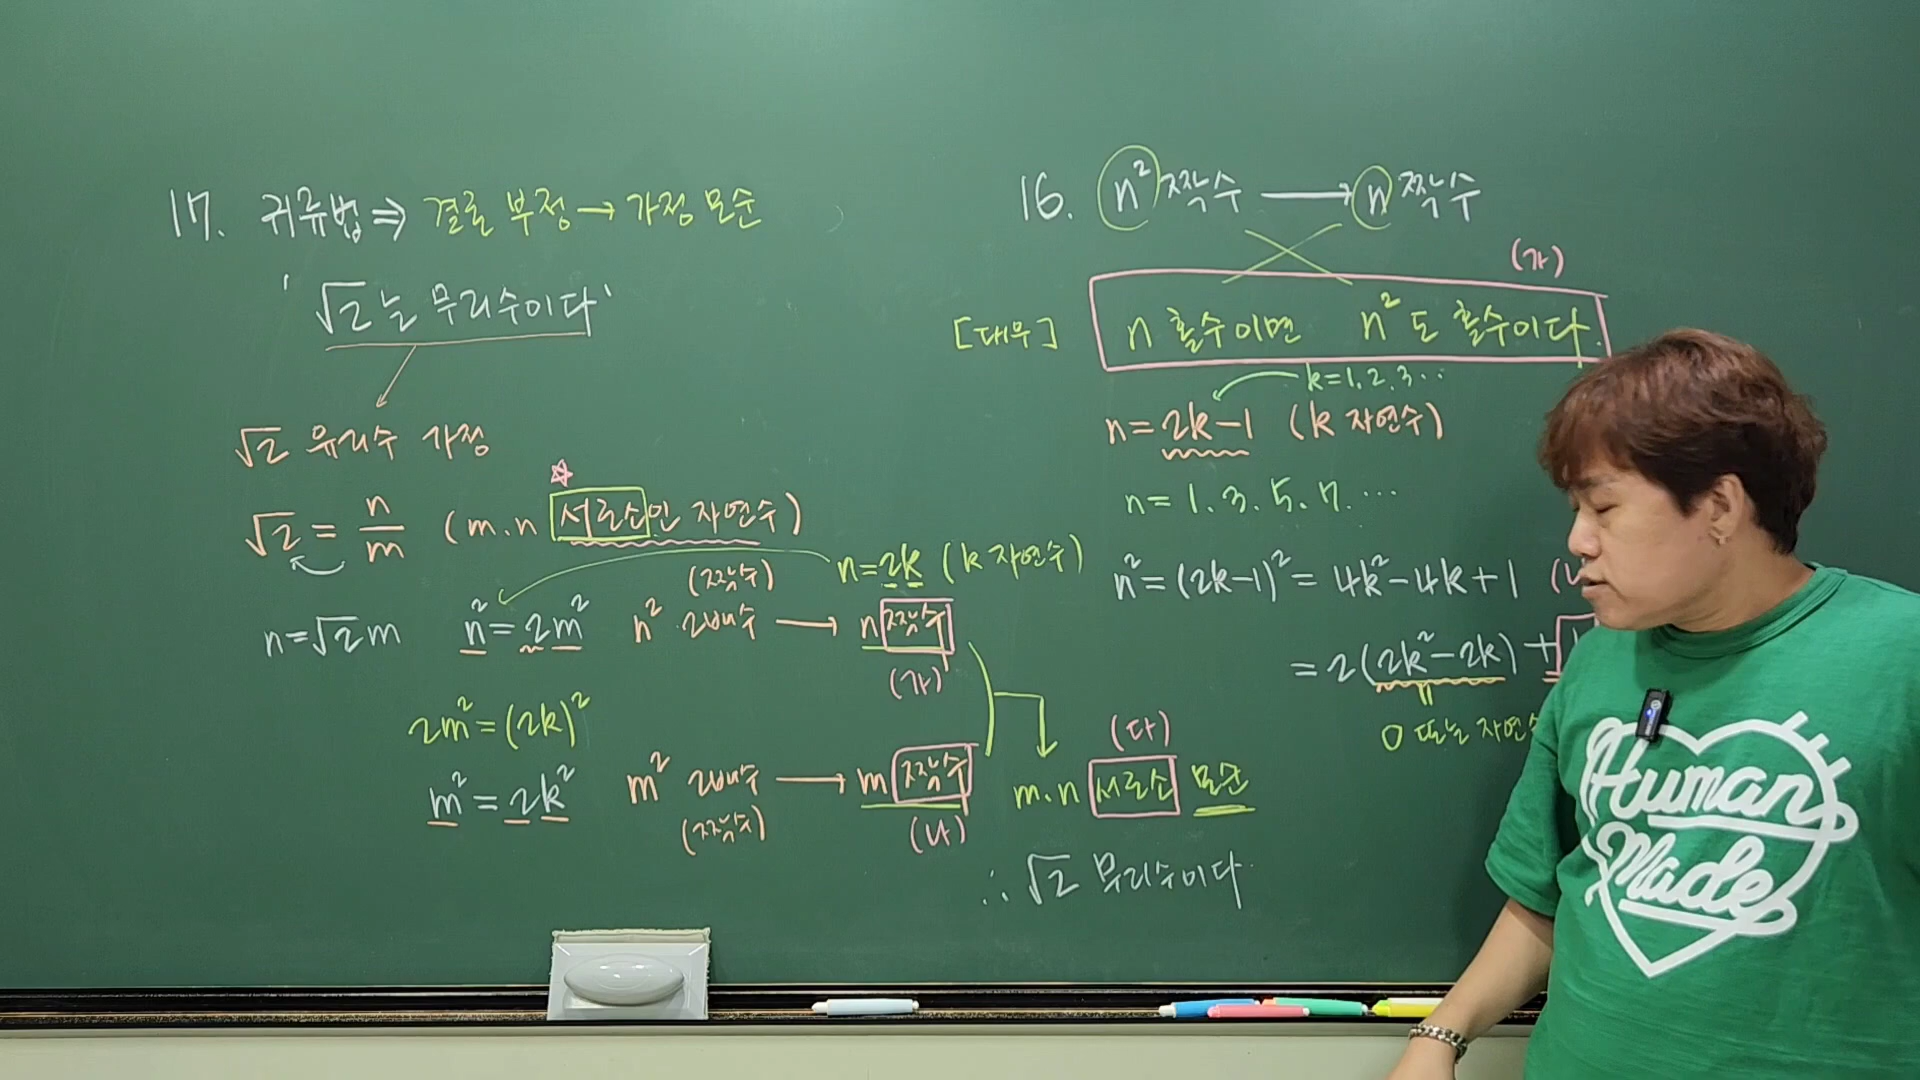 17. 귀류법 ⇒ 결론 부정 → 가정 모순
'√2는 무리수이다'
√2 유리수 가정
√2 = n/m (m.n 서로소인 자연수)
n=2k (k 자연수)
n=√2m n²=2m² n² 2배수 (짝수) → n 짝수
(가)
2m²=(2k)²
m²=2k² m² 2배수 (짝수) → m 짝수
(나)
(다)
m.n 서로소 모순
∴ √2 무리수이다
16. n² 짝수 → n 짝수
(가)
[대우] n 홀수이면 n²도 홀수이다.
k=1.2.3...
n=2k-1 (k 자연수)
n=1.3.5.7...
n²=(2k-1)²=4k²-4k+1
=2(2k²-2k)+
0 또는 자연수
Human
Made